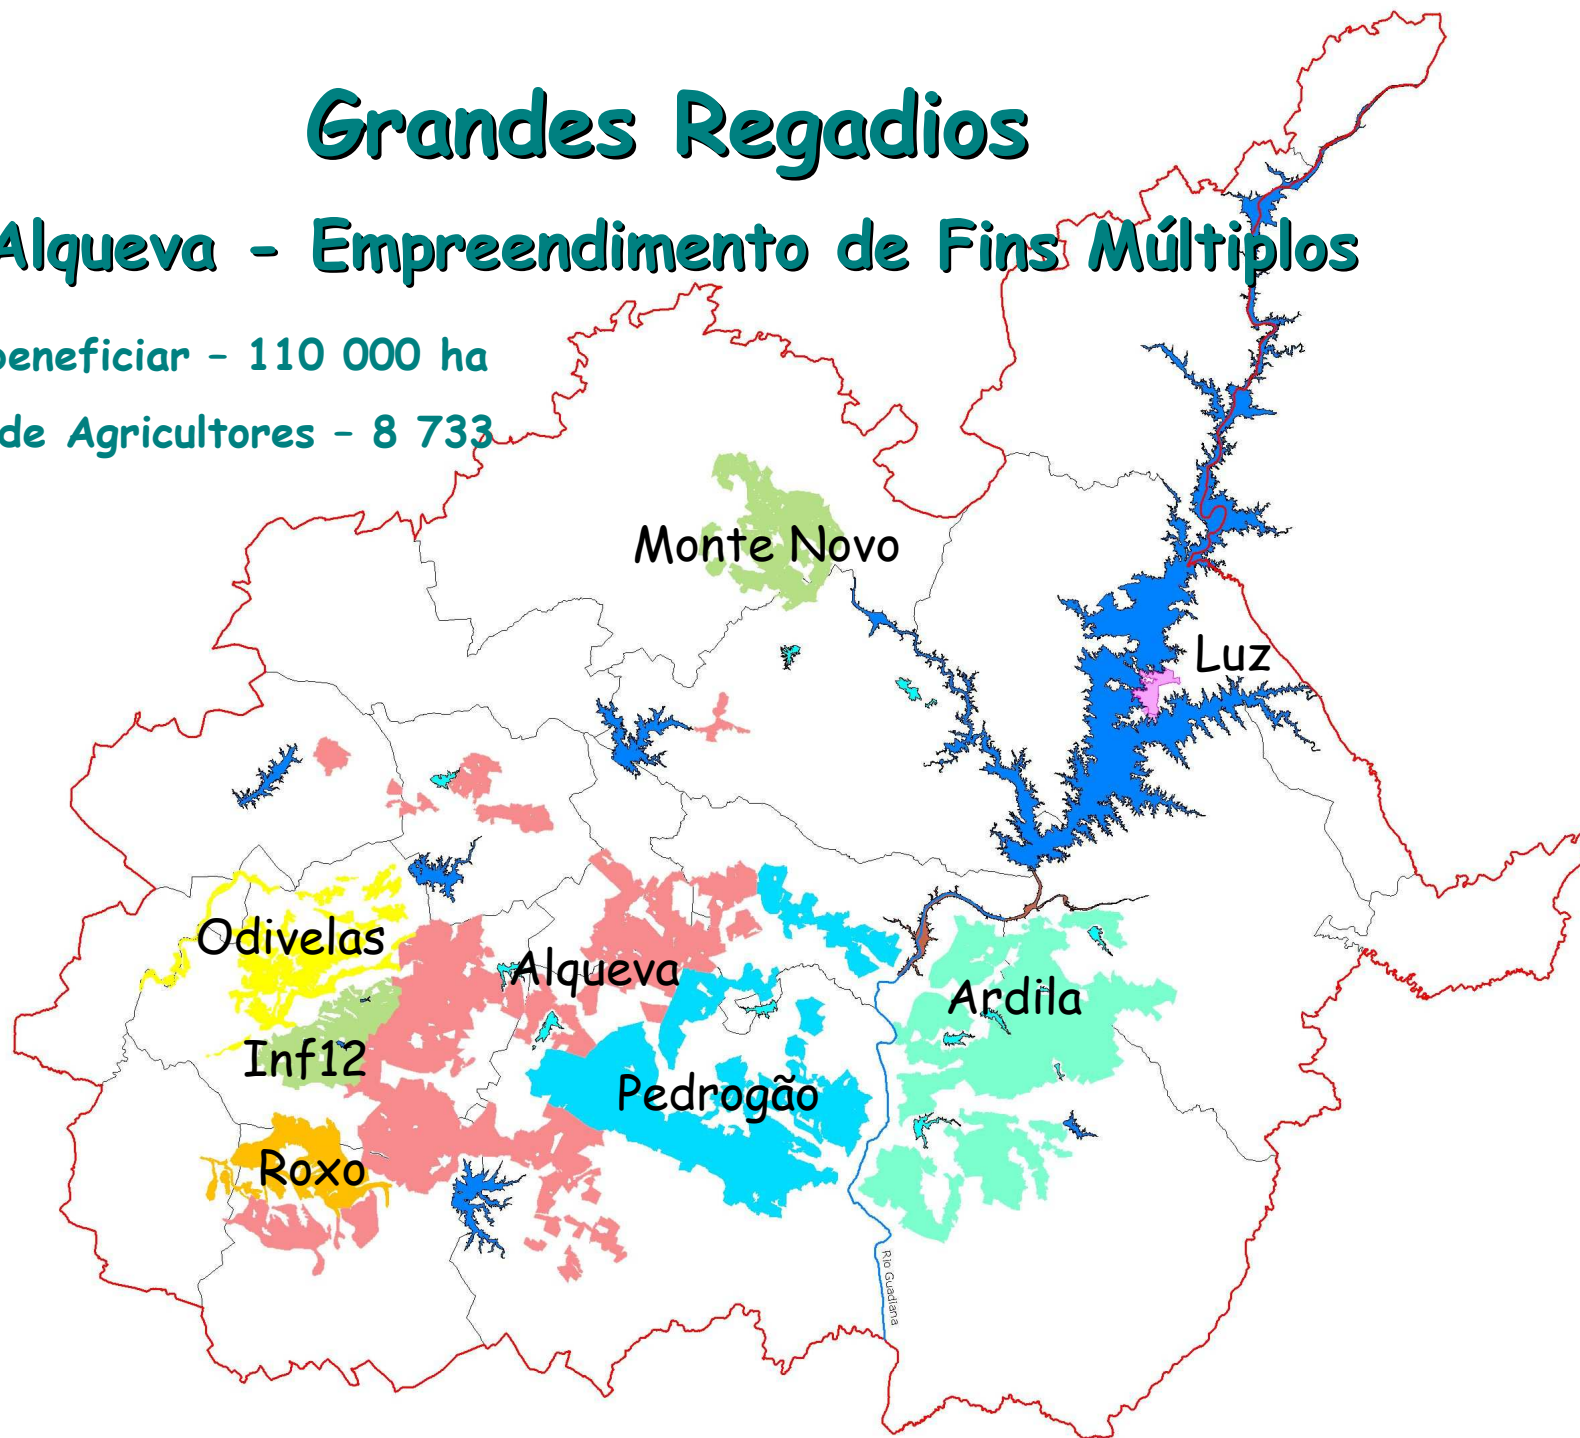 Grandes Regadios
Alqueva - Empreendimento de Fins Múltiplos
beneficiar – 110 000 ha
de Agricultores – 8 733
Monte Novo
Luz
Odivelas
Alqueva
Ardila
Inf12
Pedrogão
Roxo
Rio Guadiana